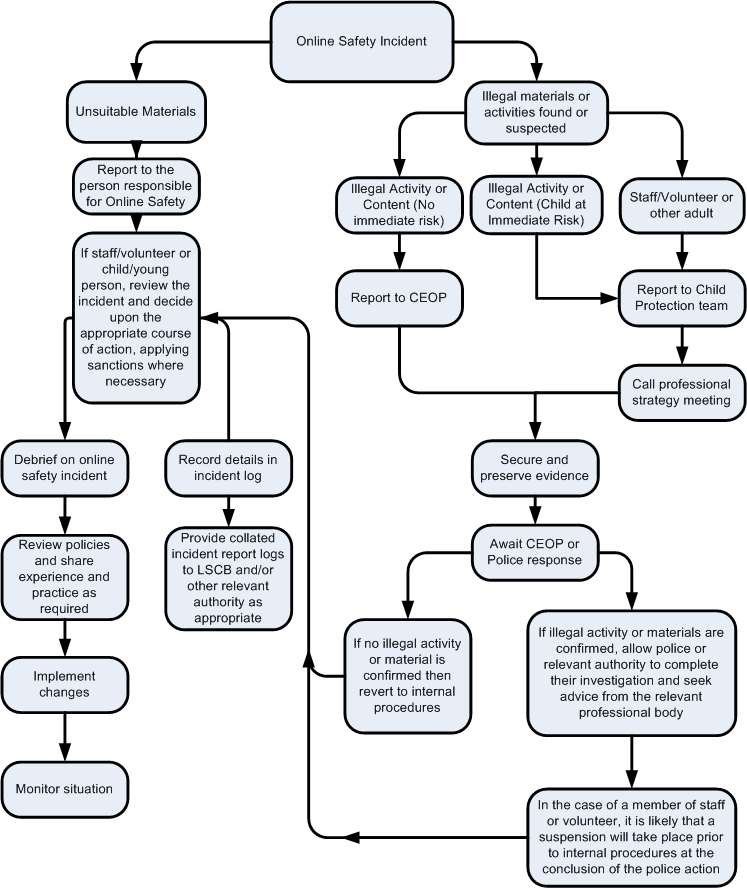 Online Safety Incident
Unsuitable Materials
Illegal materials or
activities found or
suspected
Report to the
person responsible
for Online Safety
Illegal Activity or
Content (No
immediate risk)
Illegal Activity or
Content (Child at
Immediate Risk)
Staff/Volunteer or
other adult
If staff/volunteer or
child/young
person, review the
incident and decide
upon the
appropriate course
of action, applying
sanctions where
necessary
Report to CEOP
Report to Child
Protection team
Call professional
strategy meeting
Debrief on online
safety incident
Record details in
incident log
Secure and
preserve evidence
Review policies
and share
experience and
practice as
required
Provide collated
incident report logs
to LSCB and/or
other relevant
authority as
appropriate
Await CEOP or
Police response
If no illegal activity
or material is
confirmed then
revert to internal
procedures
If illegal activity or materials are
confirmed, allow police or
relevant authority to complete
their investigation and seek
advice from the relevant
professional body
Implement
changes
Monitor situation
In the case of a member of staff
or volunteer, it is likely that a
suspension will take place prior
to internal procedures at the
conclusion of the police action